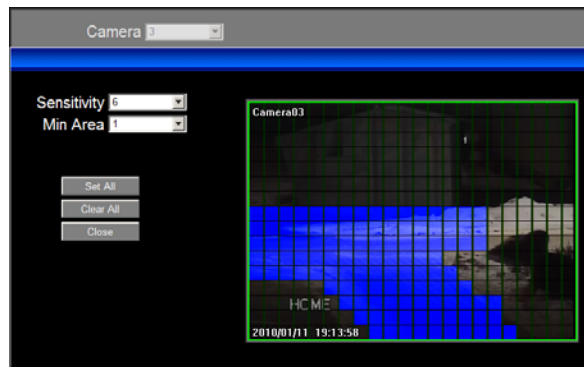 Camera 3
Sensitivity 6
Min Area 1
Set All
Clear All
Close
Camera03
HOME
2010/01/11 19:13:58